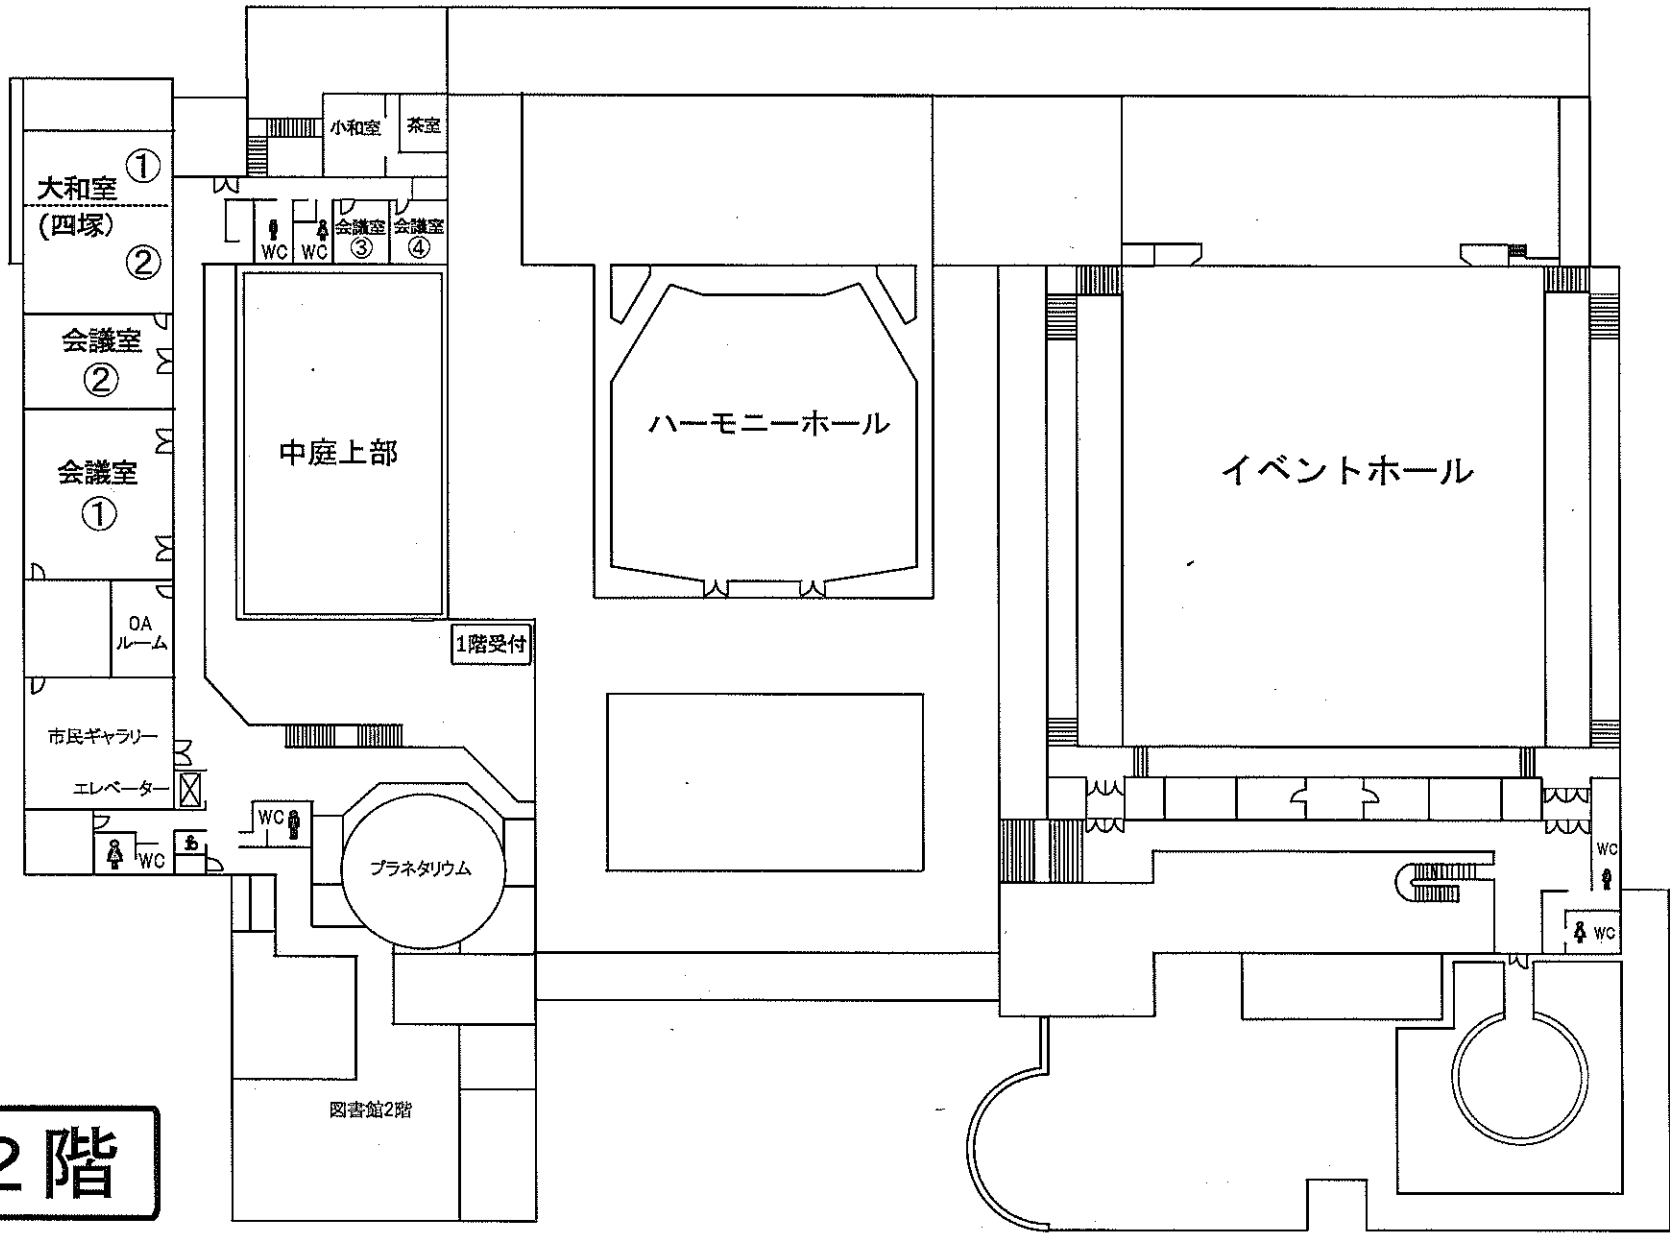 小和室
茶室
①
大和室
(四塚)
②
WC
WC
会議室
③
会議室
④
会議室
②
会議室
①
中庭上部
ハーモニーホール
イベントホール
OA
ルーム
1階受付
市民ギャラリー
エレベーター
WC
WC
プラネタリウム
WC
WC
図書館2階
2階